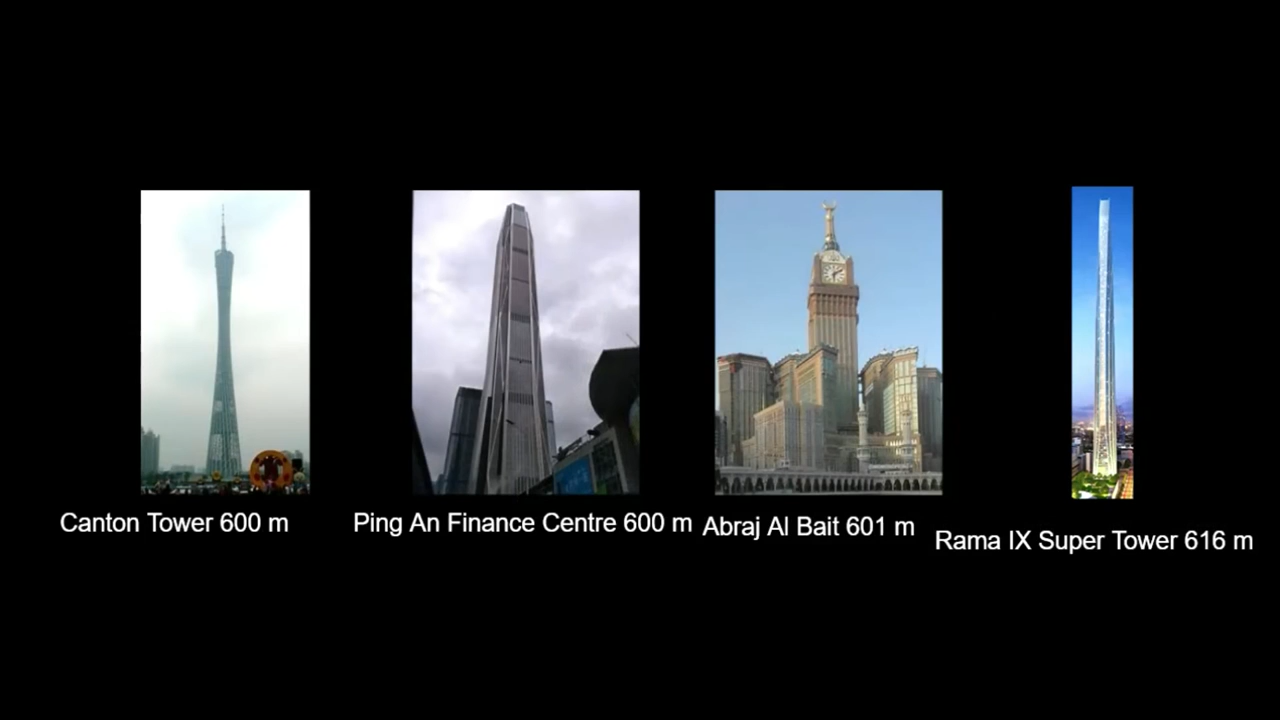 Canton Tower 600 m
Ping An Finance Centre 600 m
Abraj Al Bait 601 m
Rama IX Super Tower 616 m